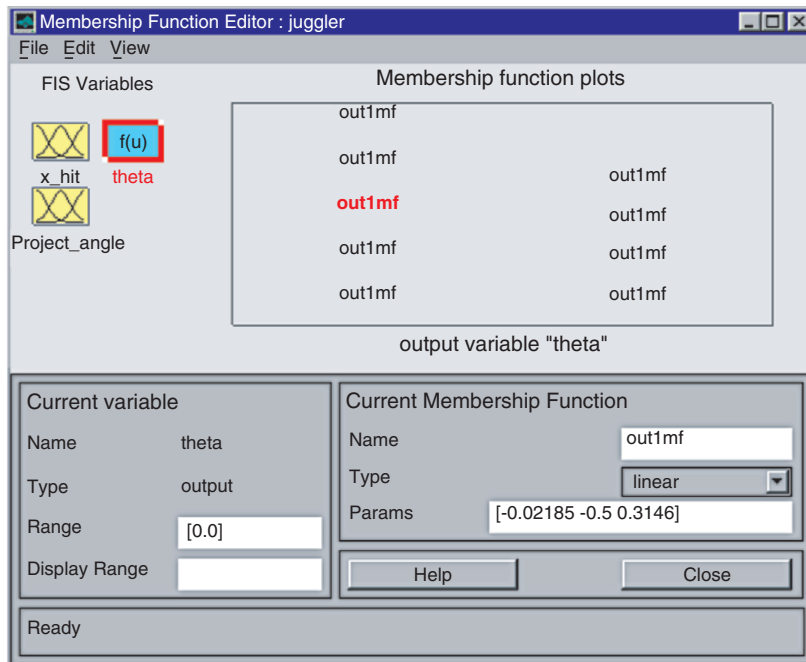 Membership Function Editor : juggler
File Edit View
FIS Variables
Membership function plots
f(u)
x_hit
theta
Project_angle
out1mf
out1mf
out1mf
out1mf
out1mf
out1mf
out1mf
out1mf
out1mf
output variable "theta"
Current variable
Name theta
Type output
Range [0.0]
Display Range
Current Membership Function
Name out1mf
Type linear
Params [-0.02185 -0.5 0.3146]
Help Close
Ready